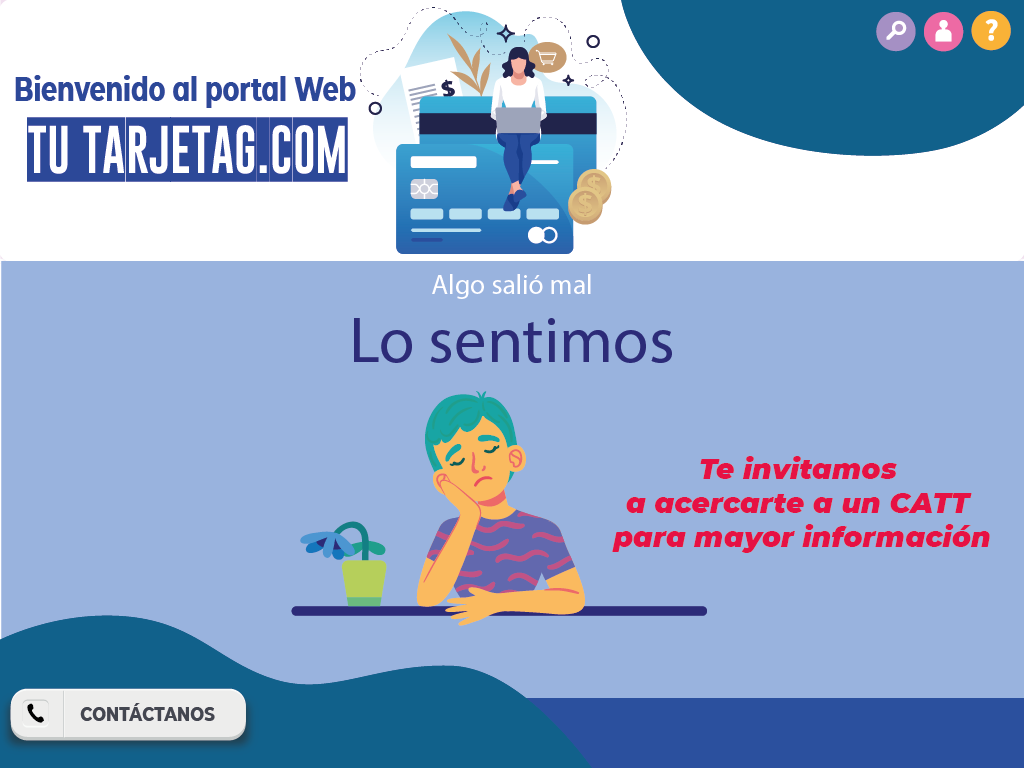 Bienvenido al portal Web
TU TARJETAG.COM
$
?
$
$
Algo salió mal
Lo sentimos
Te invitamos
a acercarte a un CATT
para mayor información
CONTÁCTANOS